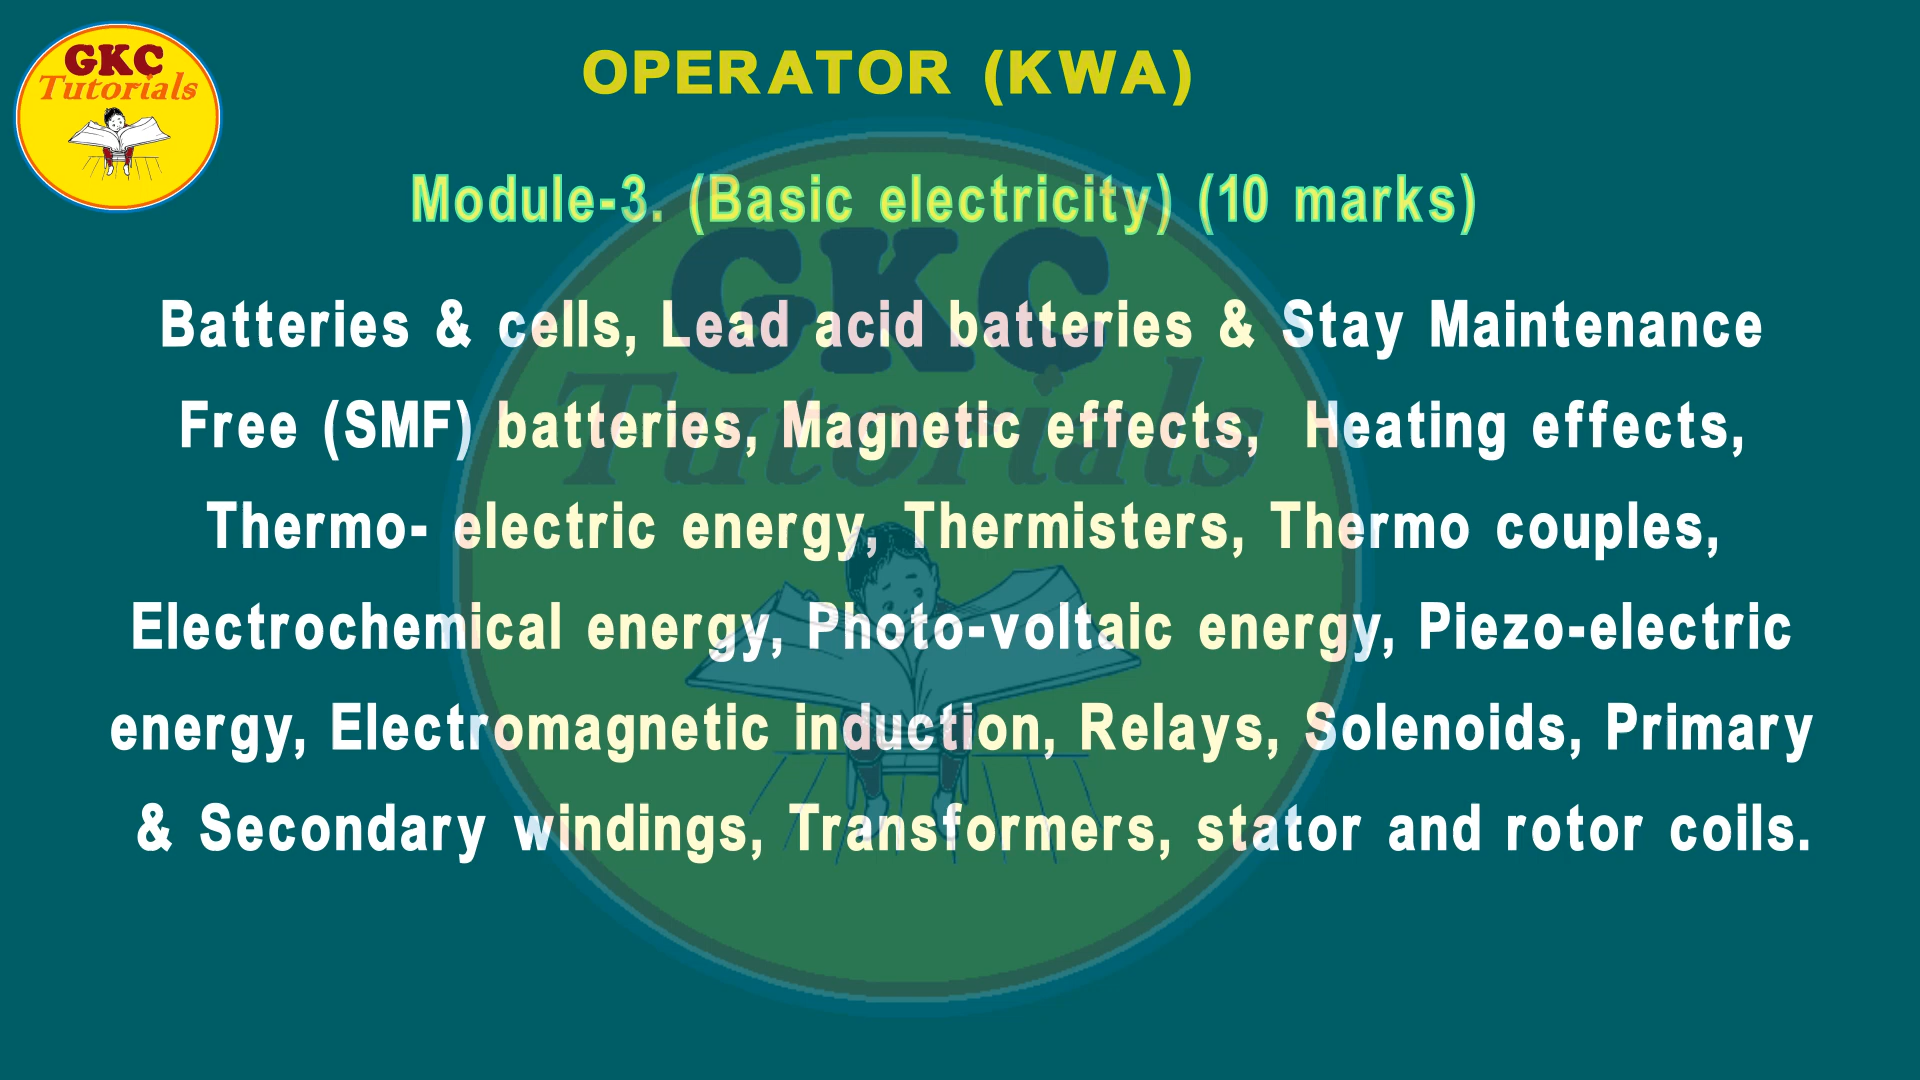 GKC
Tutorials
OPERATOR (KWA)
Module-3. (Basic electricity) (10 marks)
GKC
Tutorials
Batteries & cells, Lead acid batteries & Stay Maintenance
Free (SMF) batteries, Magnetic effects, Heating effects,
Thermo- electric energy, Thermisters, Thermo couples,
Electrochemical energy, Photo-voltaic energy, Piezo-electric
energy, Electromagnetic induction, Relays, Solenoids, Primary
& Secondary windings, Transformers, stator and rotor coils.